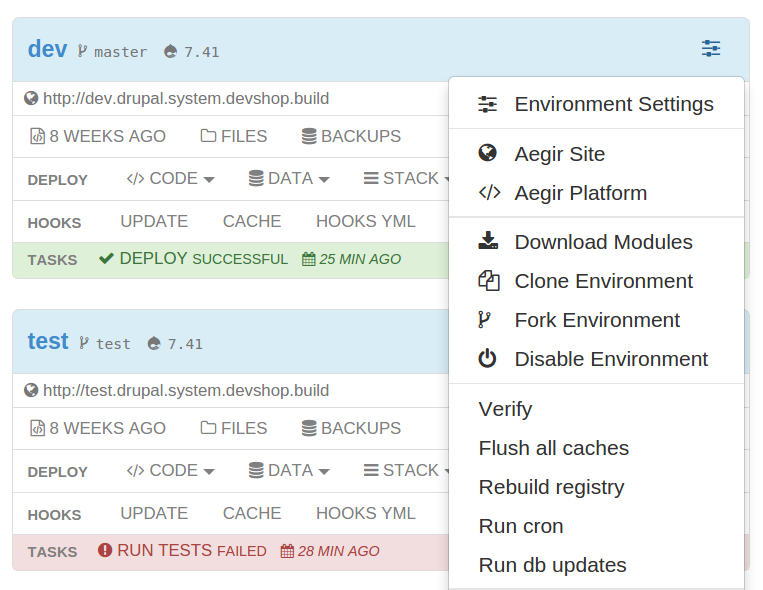 dev master 7.41
http://dev.drupal.system.devshop.build
8 WEEKS AGO FILES BACKUPS
DEPLOY CODE DATA STACK
HOOKS UPDATE CACHE HOOKS YML
TASKS DEPLOY SUCCESSFUL 25 MIN AGO
test test 7.41
http://test.drupal.system.devshop.build
8 WEEKS AGO FILES BACKUPS
DEPLOY CODE DATA STACK
HOOKS UPDATE CACHE HOOKS YML
TASKS RUN TESTS FAILED 28 MIN AGO
Environment Settings
Aegir Site
Aegir Platform
Download Modules
Clone Environment
Fork Environment
Disable Environment
Verify
Flush all caches
Rebuild registry
Run cron
Run db updates